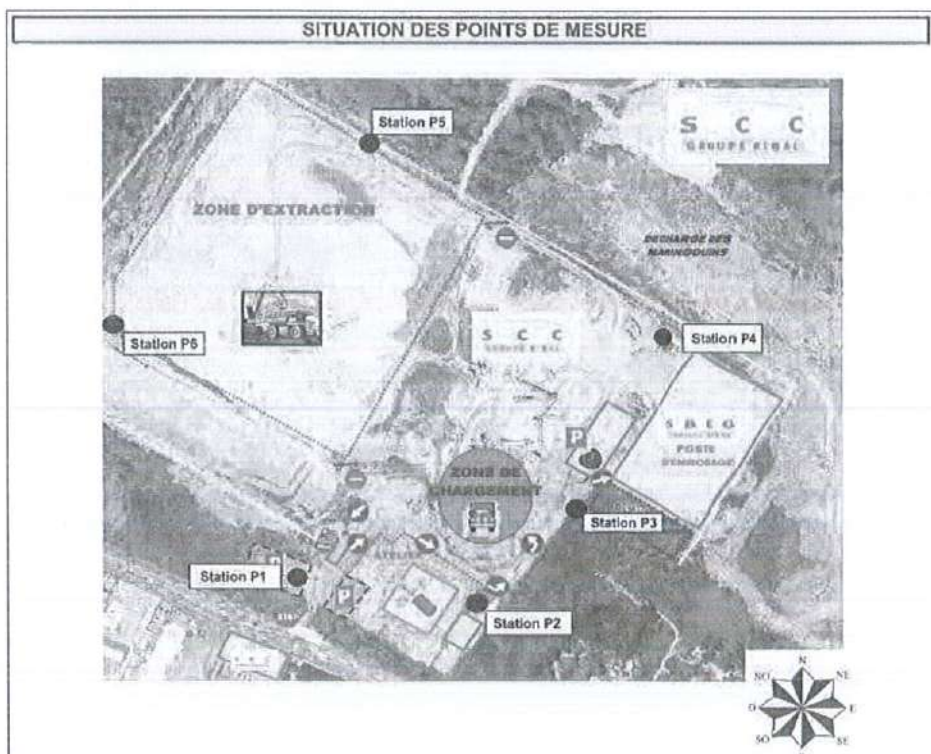 SITUATION DES POINTS DE MESURE
Station P5
S C C
ZONE D'EXTRACTION
DECHARGE DES
Station P6
S C C
Station P4
P
POSTE
D'ENROBAGE
ZONE DE
CHARGEMENT
Station P3
ATELIER
Station P1
P
Station P2
N
NO
NE
O
E
SO
SE